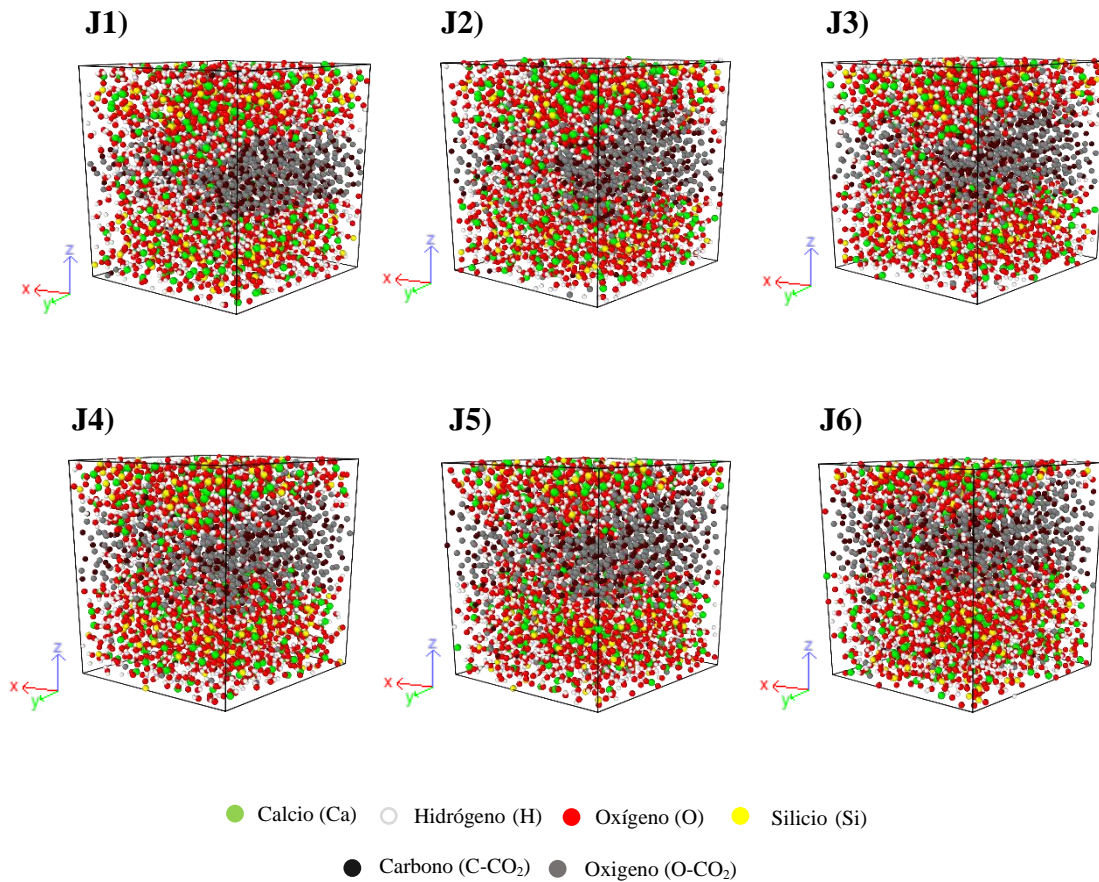 J1) J2) J3)
z x y z x y z x y
J4) J5) J6)
z x y z x y z x y
Calcio (Ca) Hidrógeno (H) Oxígeno (O) Silicio (Si)
Carbono (C-CO₂) Oxigeno (O-CO₂)